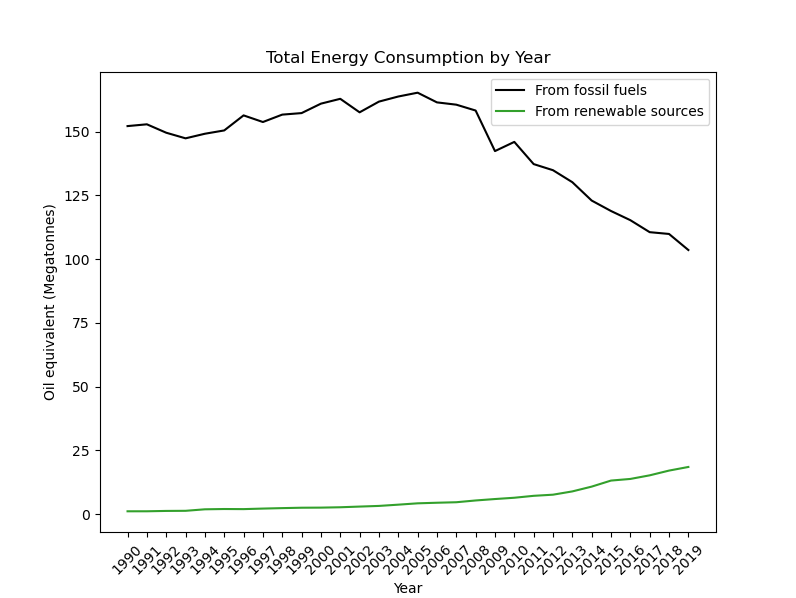 Total Energy Consumption by Year
From fossil fuels
From renewable sources
Oil equivalent (Megatonnes)
150
125
100
75
50
25
0
1990 1991 1992 1993 1994 1995 1996 1997 1998 1999 2000 2001 2002 2003 2004 2005 2006 2007 2008 2009 2010 2011 2012 2013 2014 2015 2016 2017 2018 2019
Year